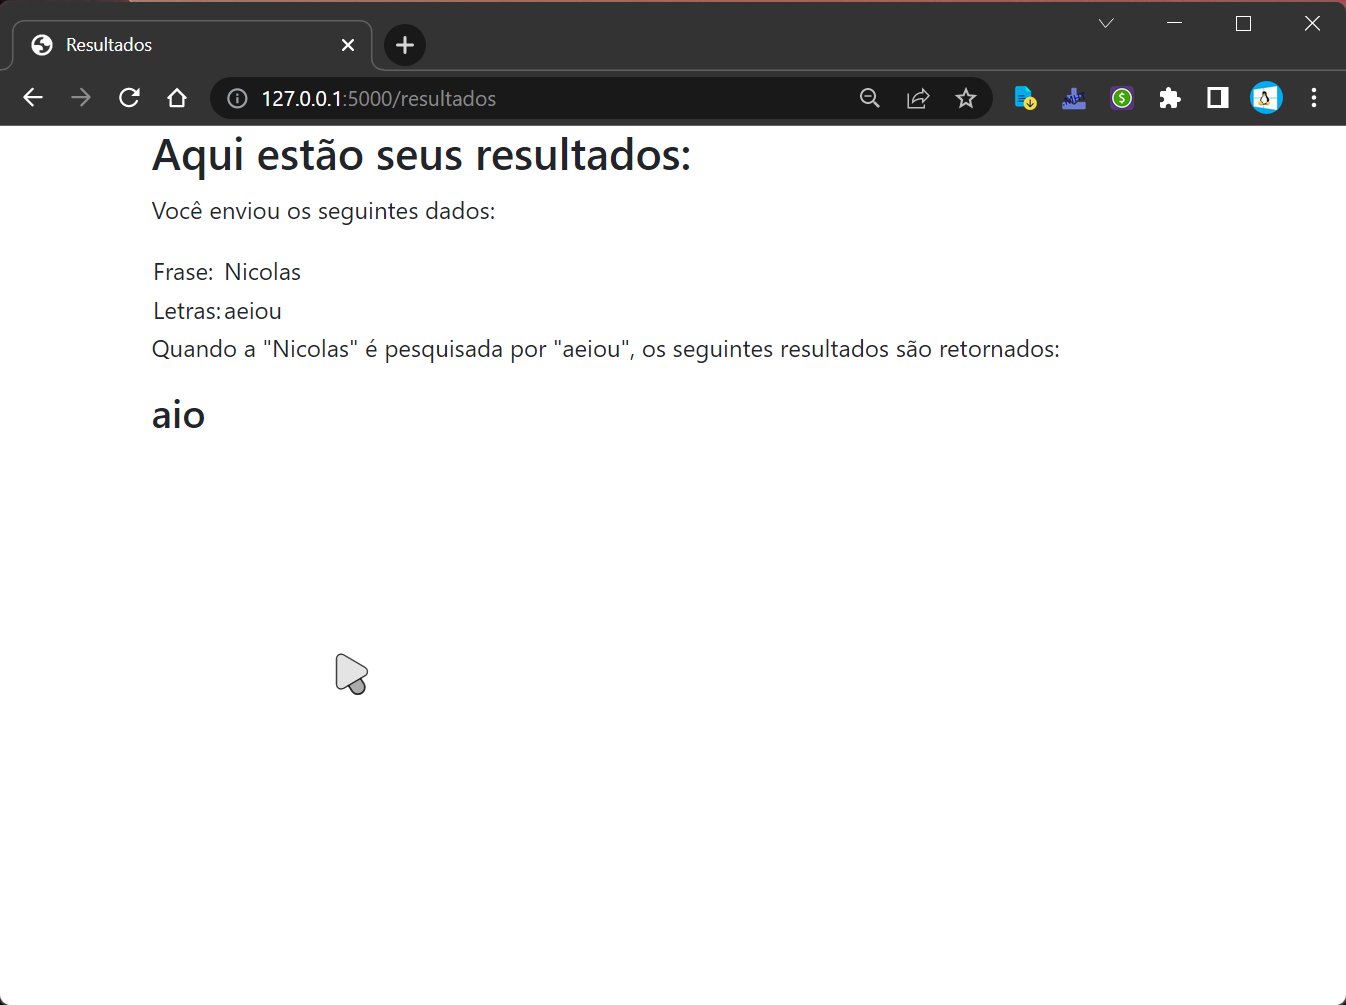 Resultados
127.0.0.1:5000/resultados
Aqui estão seus resultados:
Você enviou os seguintes dados:
Frase: Nicolas
Letras: aeiou
Quando a "Nicolas" é pesquisada por "aeiou", os seguintes resultados são retornados:
aio